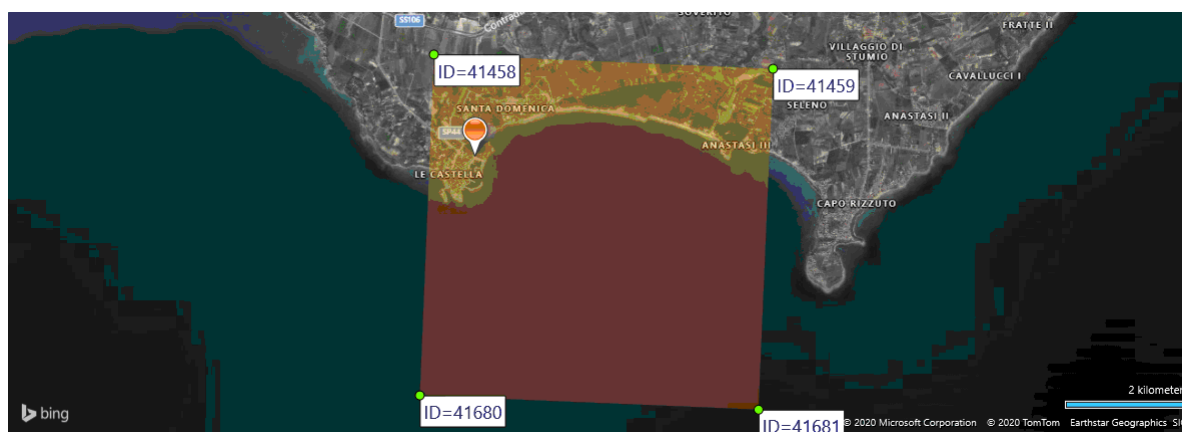 SOVERITO
FRATTE II
SS106
Contrada
VILLAGGIO DI
STUMIO
ID=41458
ID=41459
CAVALLUCCI I
SELENO
SANTA DOMENICA
ANASTASI II
SP44
ANASTASI III
LE CASTELLA
CAPO RIZZUTO
2 kilometer
bing
ID=41680
ID=41681
© 2020 Microsoft Corporation © 2020 TomTom Earthstar Geographics SI